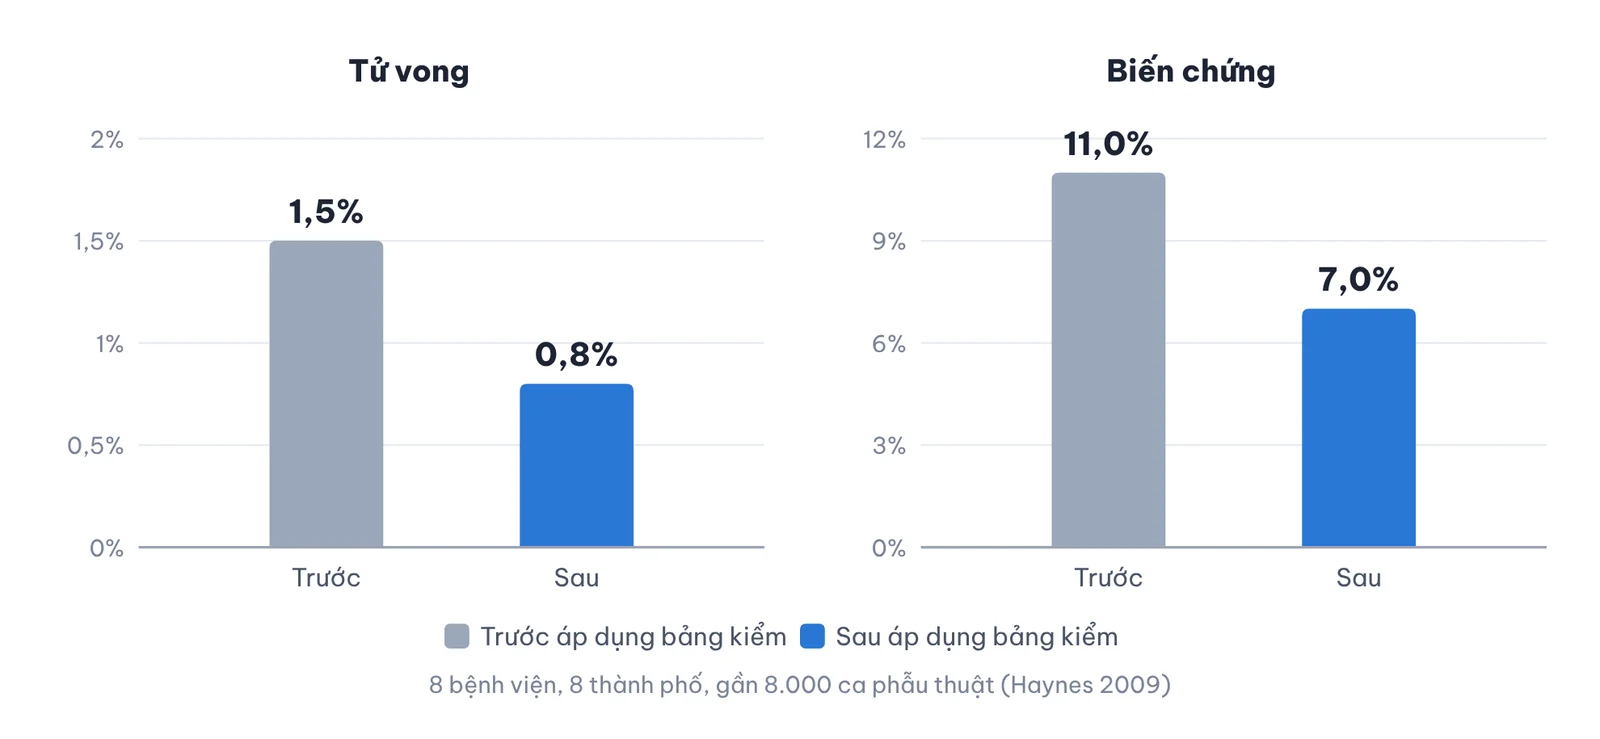 Tử vong
2%
1,5%
1%
0,5%
0%
1,5%
0,8%
Trước
Sau
Biến chứng
12%
9%
6%
3%
0%
11,0%
7,0%
Trước
Sau
Trước áp dụng bảng kiểm
Sau áp dụng bảng kiểm
8 bệnh viện, 8 thành phố, gần 8.000 ca phẫu thuật (Haynes 2009)